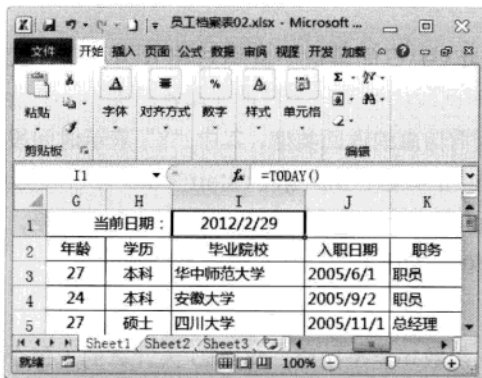 员工档案表02.xlsx - Microsoft ...
文件 开始 插入 页面 公式 数据 审阅 视图 开发 加载
粘贴 字体 对齐方式 数字 样式 单元格
剪贴板 编辑
I1 fx =TODAY()
G H I J K
1 当前日期： 2012/2/29
2 年龄 学历 毕业院校 入职日期 职务
3 27 本科 华中师范大学 2005/6/1 职员
4 24 本科 安徽大学 2005/9/2 职员
5 27 硕士 四川大学 2005/11/1 总经理
Sheet1 Sheet2 Sheet3
就绪 100%